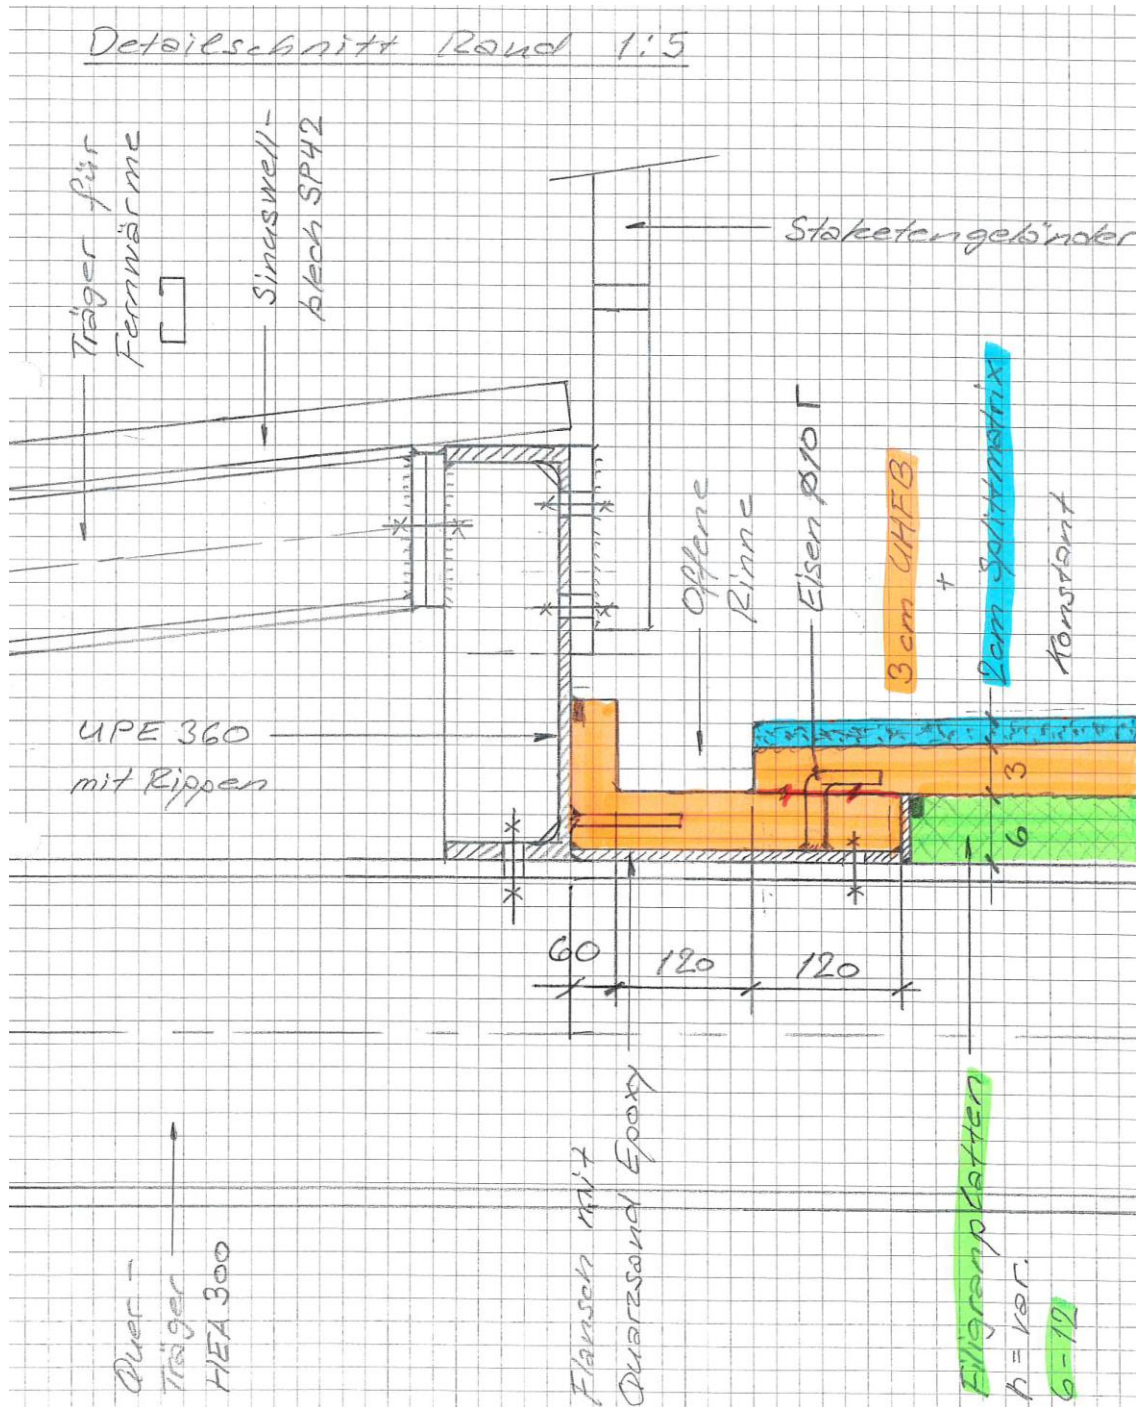 Detailschnitt Rand 1:5
Träger für
Fernwärme
Sinuswell-
blech SP42
Staketengeländer
Offene
Rinne
Eisen ø10
3cm UHFB
+
2cm Splittmatrix
Konstant
UPE 360
mit Rippen
3
6
60
120
120
Quer-
Träger
HEA 300
Flansch mit
Quarzsand Epoxy
Filigranplatten
h = var.
6-12